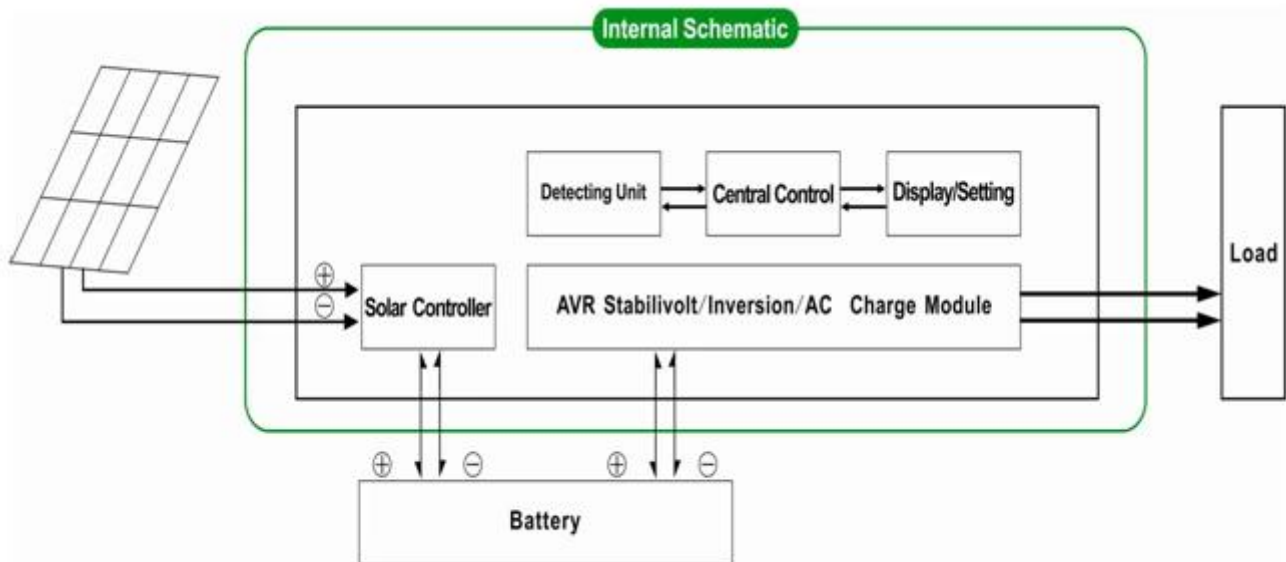 Internal Schematic
Detecting Unit
Central Control
Display/Setting
Load
⊕
⊖
Solar Controller
AVR Stabilivolt/Inversion/AC Charge Module
⊕ ⊖ ⊕ ⊖
Battery